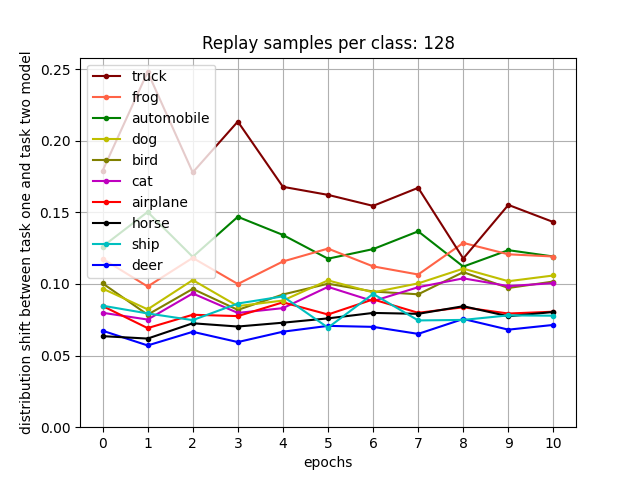 Replay samples per class: 128
distribution shift between task one and task two model
0.25
0.20
0.15
0.10
0.05
0.00
truck
frog
automobile
dog
bird
cat
airplane
horse
ship
deer
0 1 2 3 4 5 6 7 8 9 10
epochs